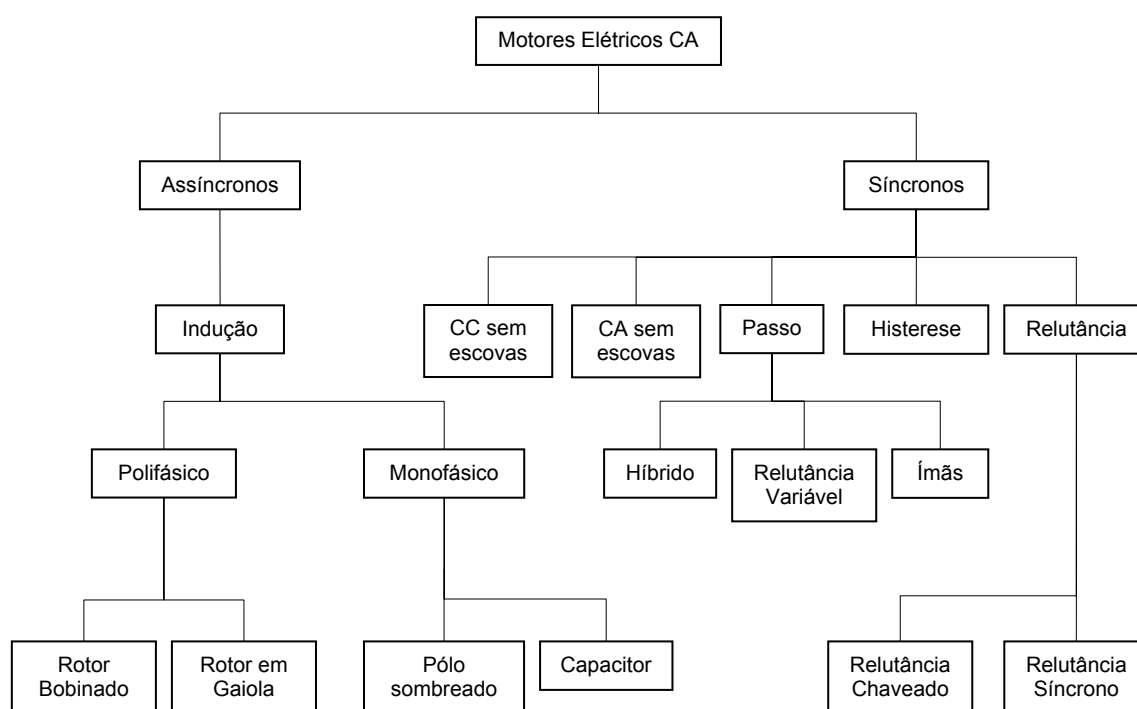 Motores Elétricos CA
Assíncronos
Síncronos
Indução
CC sem
escovas
CA sem
escovas
Passo
Histerese
Relutância
Polifásico
Monofásico
Híbrido
Relutância
Variável
Ímãs
Rotor
Bobinado
Rotor em
Gaiola
Pólo
sombreado
Capacitor
Relutância
Chaveado
Relutância
Síncrono